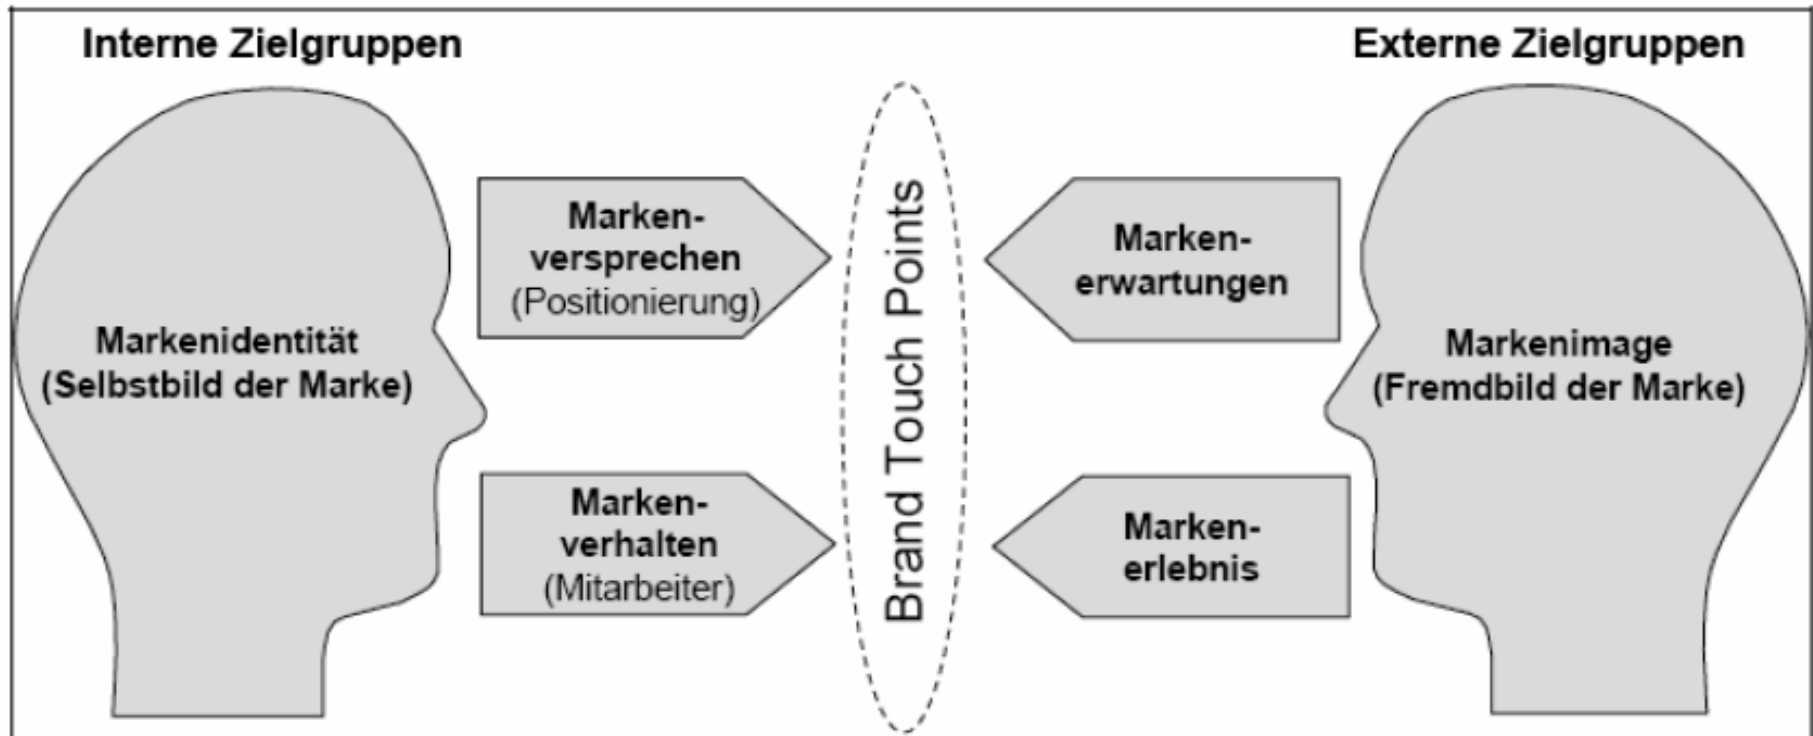 Interne Zielgruppen
Externe Zielgruppen
Marken-
versprechen
(Positionierung)
Marken-
erwartungen
Markenidentität
(Selbstbild der Marke)
Brand Touch Points
Markenimage
(Fremdbild der Marke)
Marken-
verhalten
(Mitarbeiter)
Marken-
erlebnis